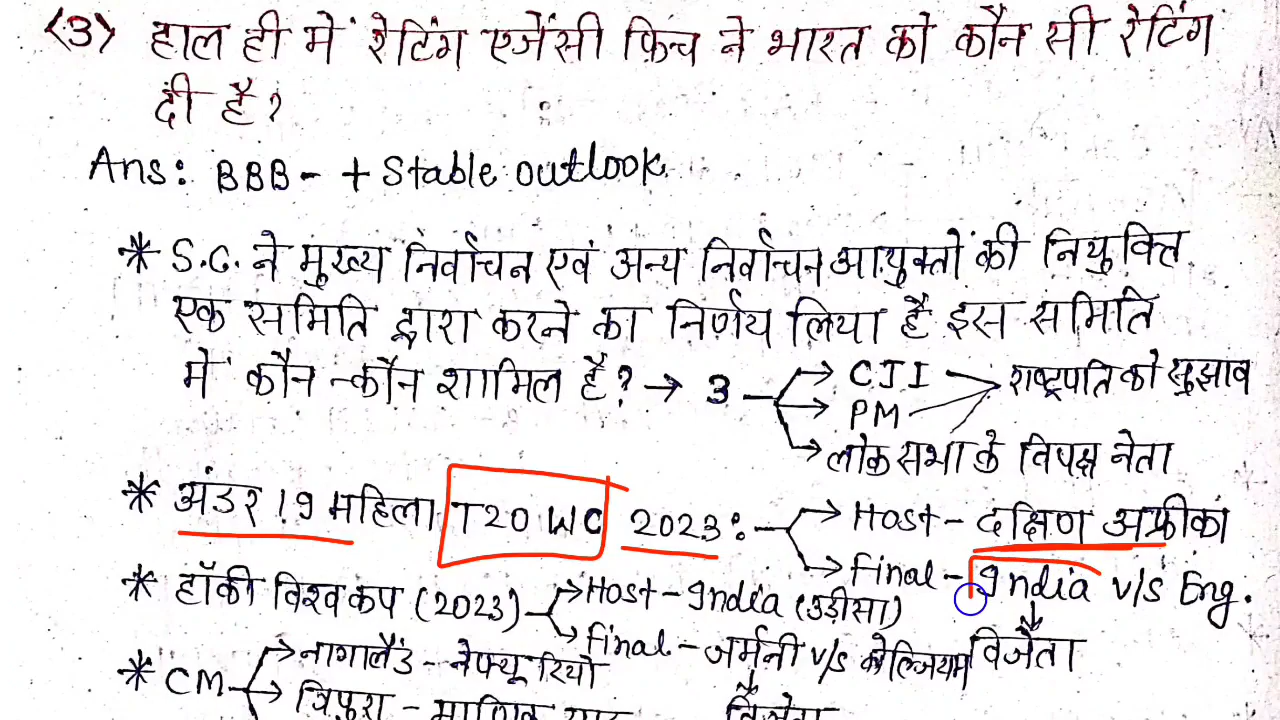 (3) हाल ही में रेटिंग एजेंसी फ़िच ने भारत को कौन सी रेटिंग
दी है?
Ans: BBB- + Stable outlook.
* S.C. ने मुख्य निर्वाचन एवं अन्य निर्वाचन आयुक्तों की नियुक्ति
एक समिति द्वारा करने का निर्णय लिया है इस समिति
में कौन-कौन शामिल है? → 3 → CJI राष्ट्रपति को सुझाव
→ PM
→ लोक सभा के विपक्ष नेता
* अंडर 19 महिला T20 WC 2023: → Host - दक्षिण अफ्रीका
→ Final - India v/s Eng.
* हॉकी विश्व कप (2023) → Host - India (उड़ीसा)
→ Final - जर्मनी v/s बेल्जियम विजेता
* CM → नागालैंड - नेफ्यू रियो
→ त्रिपुरा - माणिक विजेता